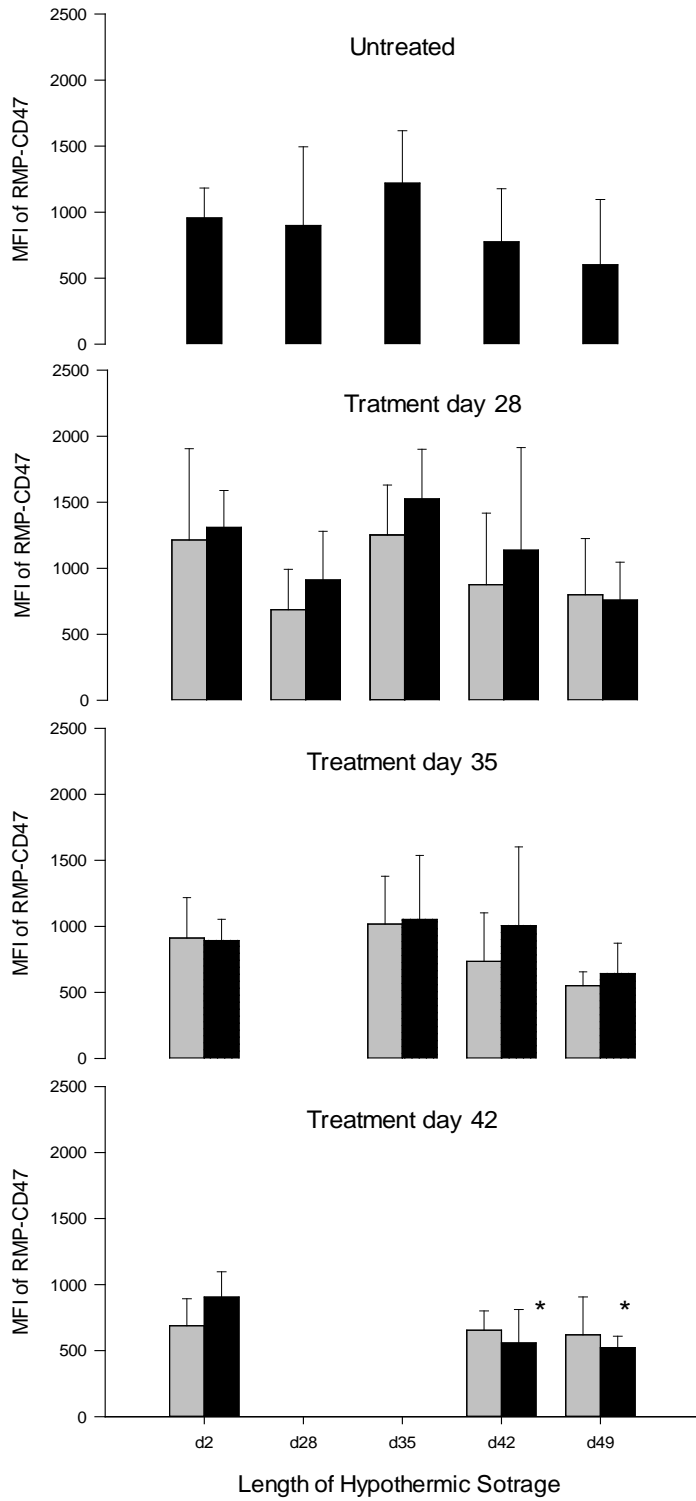 Untreated
MFI of RMP-CD47
2500
2000
1500
1000
500
0
Tratment day 28
MFI of RMP-CD47
2500
2000
1500
1000
500
0
Treatment day 35
MFI of RMP-CD47
2500
2000
1500
1000
500
0
Treatment day 42
MFI of RMP-CD47
2500
2000
1500
1000
500
0
* *
d2 d28 d35 d42 d49
Length of Hypothermic Sotrage